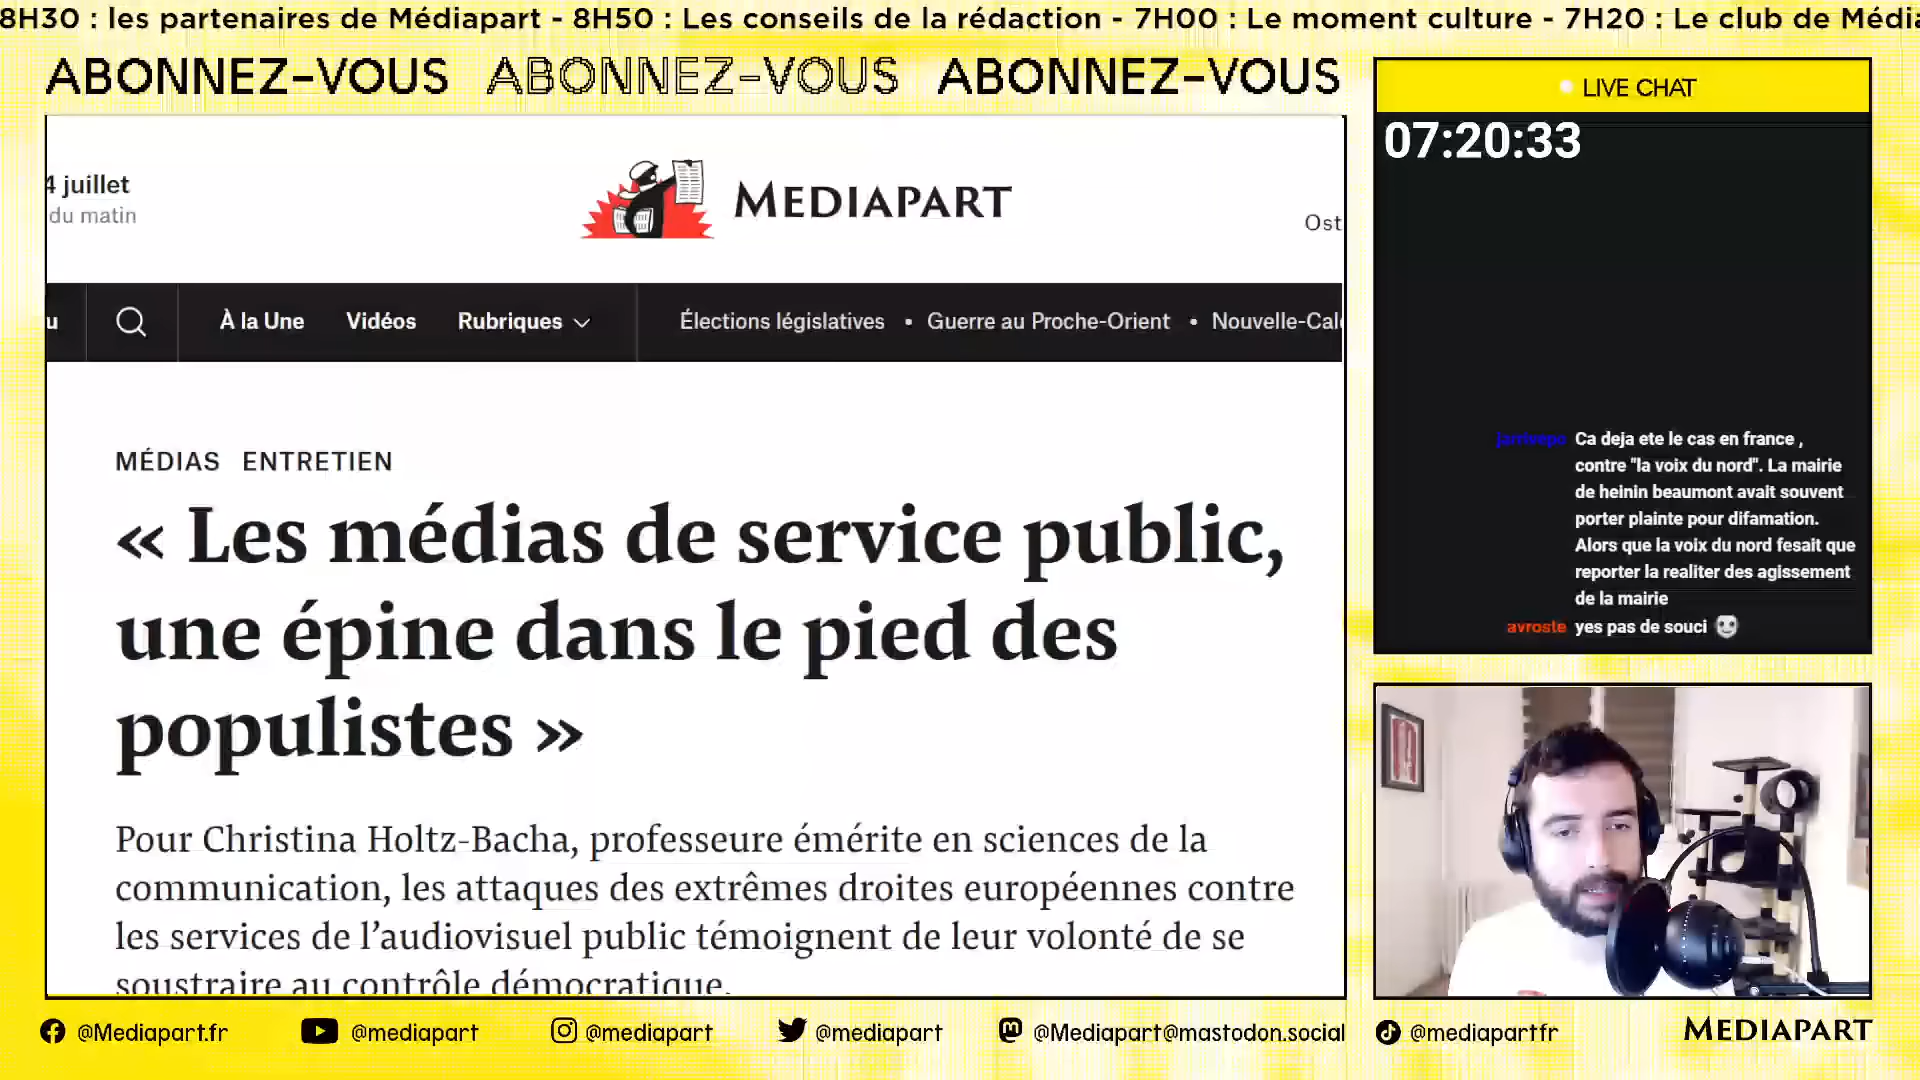 8H30 : les partenaires de Médiapart - 8H50 : Les conseils de la rédaction - 7H00 : Le moment culture - 7H20 : Le club de Média
ABONNEZ-VOUS ABONNEZ-VOUS ABONNEZ-VOUS
LIVE CHAT
07:20:33
4 juillet
du matin
MEDIAPART
Ost
u
À la Une Vidéos Rubriques
Élections législatives • Guerre au Proche-Orient • Nouvelle-Cal
MÉDIAS ENTRETIEN
« Les médias de service public,
une épine dans le pied des
populistes »
Pour Christina Holtz-Bacha, professeure émérite en sciences de la
communication, les attaques des extrêmes droites européennes contre
les services de l’audiovisuel public témoignent de leur volonté de se
soustraire au contrôle démocratique.
jarrivepo Ca deja ete le cas en france ,
contre "la voix du nord". La mairie
de heinin beaumont avait souvent
porter plainte pour difamation.
Alors que la voix du nord fesait que
reporter la realiter des agissement
de la mairie
avroste yes pas de souci
@Mediapart.fr @mediapart @mediapart @mediapart @Mediapart@mastodon.social @mediapartfr MEDIAPART